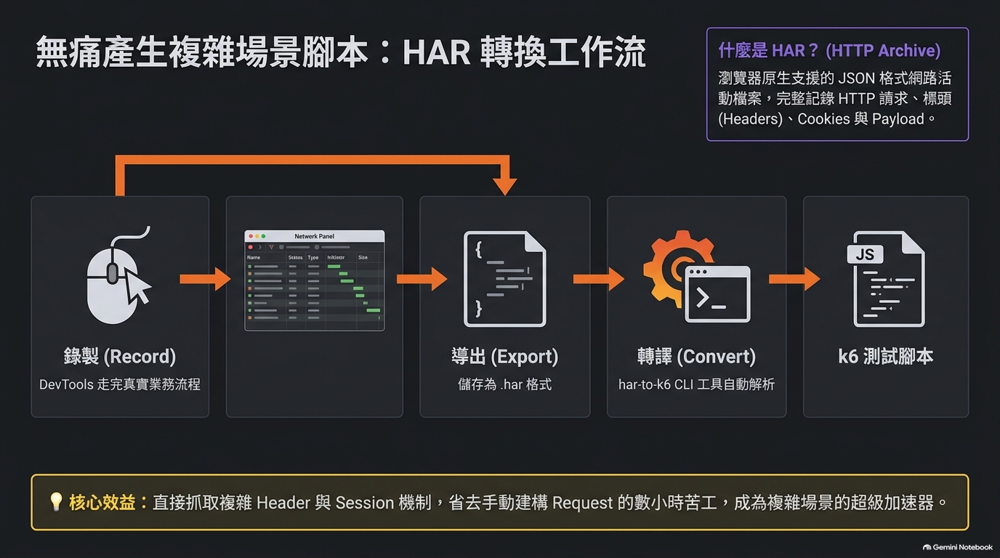 無痛產生複雜場景腳本：HAR 轉換工作流
什麼是 HAR？ (HTTP Archive)
瀏覽器原生支援的 JSON 格式網路活
動檔案，完整記錄 HTTP 請求、標頭
(Headers)、Cookies 與 Payload。
Netwerk Panel
Name Status Type Initiator Size
{
}
>_
JS
錄製 (Record)
DevTools 走完真實業務流程
導出 (Export)
儲存為 .har 格式
轉譯 (Convert)
har-to-k6 CLI 工具自動解析
k6 測試腳本
💡 核心效益：直接抓取複雜 Header 與 Session 機制，省去手動建構 Request 的數小時苦工，成為複雜場景的超級加速器。
Gemini Notebook